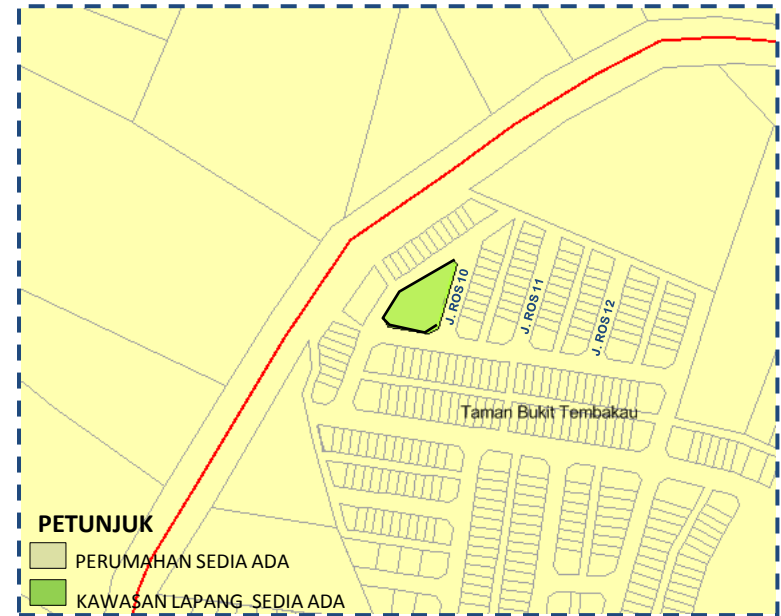 J. ROS 10
J. ROS 11
J. ROS 12
Taman Bukit Tembakau
PETUNJUK
PERUMAHAN SEDIA ADA
KAWASAN LAPANG SEDIA ADA